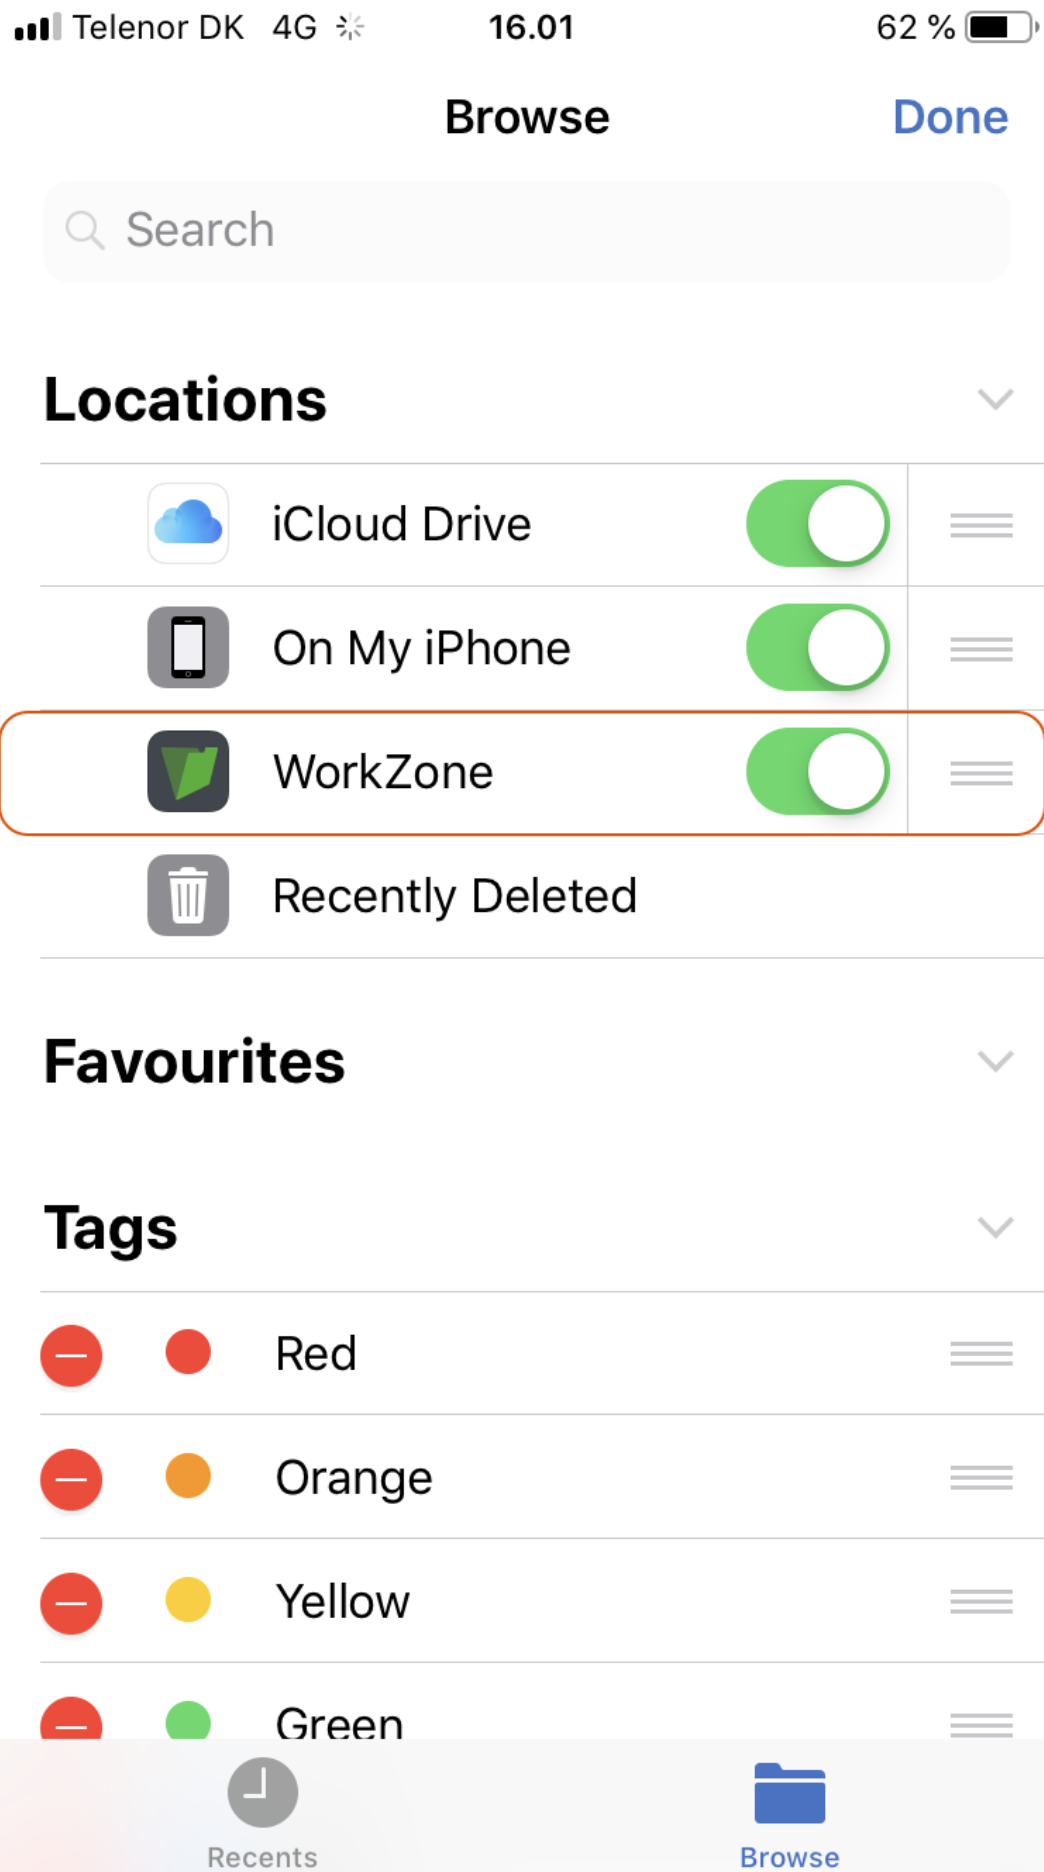 Telenor DK 4G 16.01 62 %
Browse Done
Search
Locations
iCloud Drive
On My iPhone
WorkZone
Recently Deleted
Favourites
Tags
Red
Orange
Yellow
Green
Recents Browse